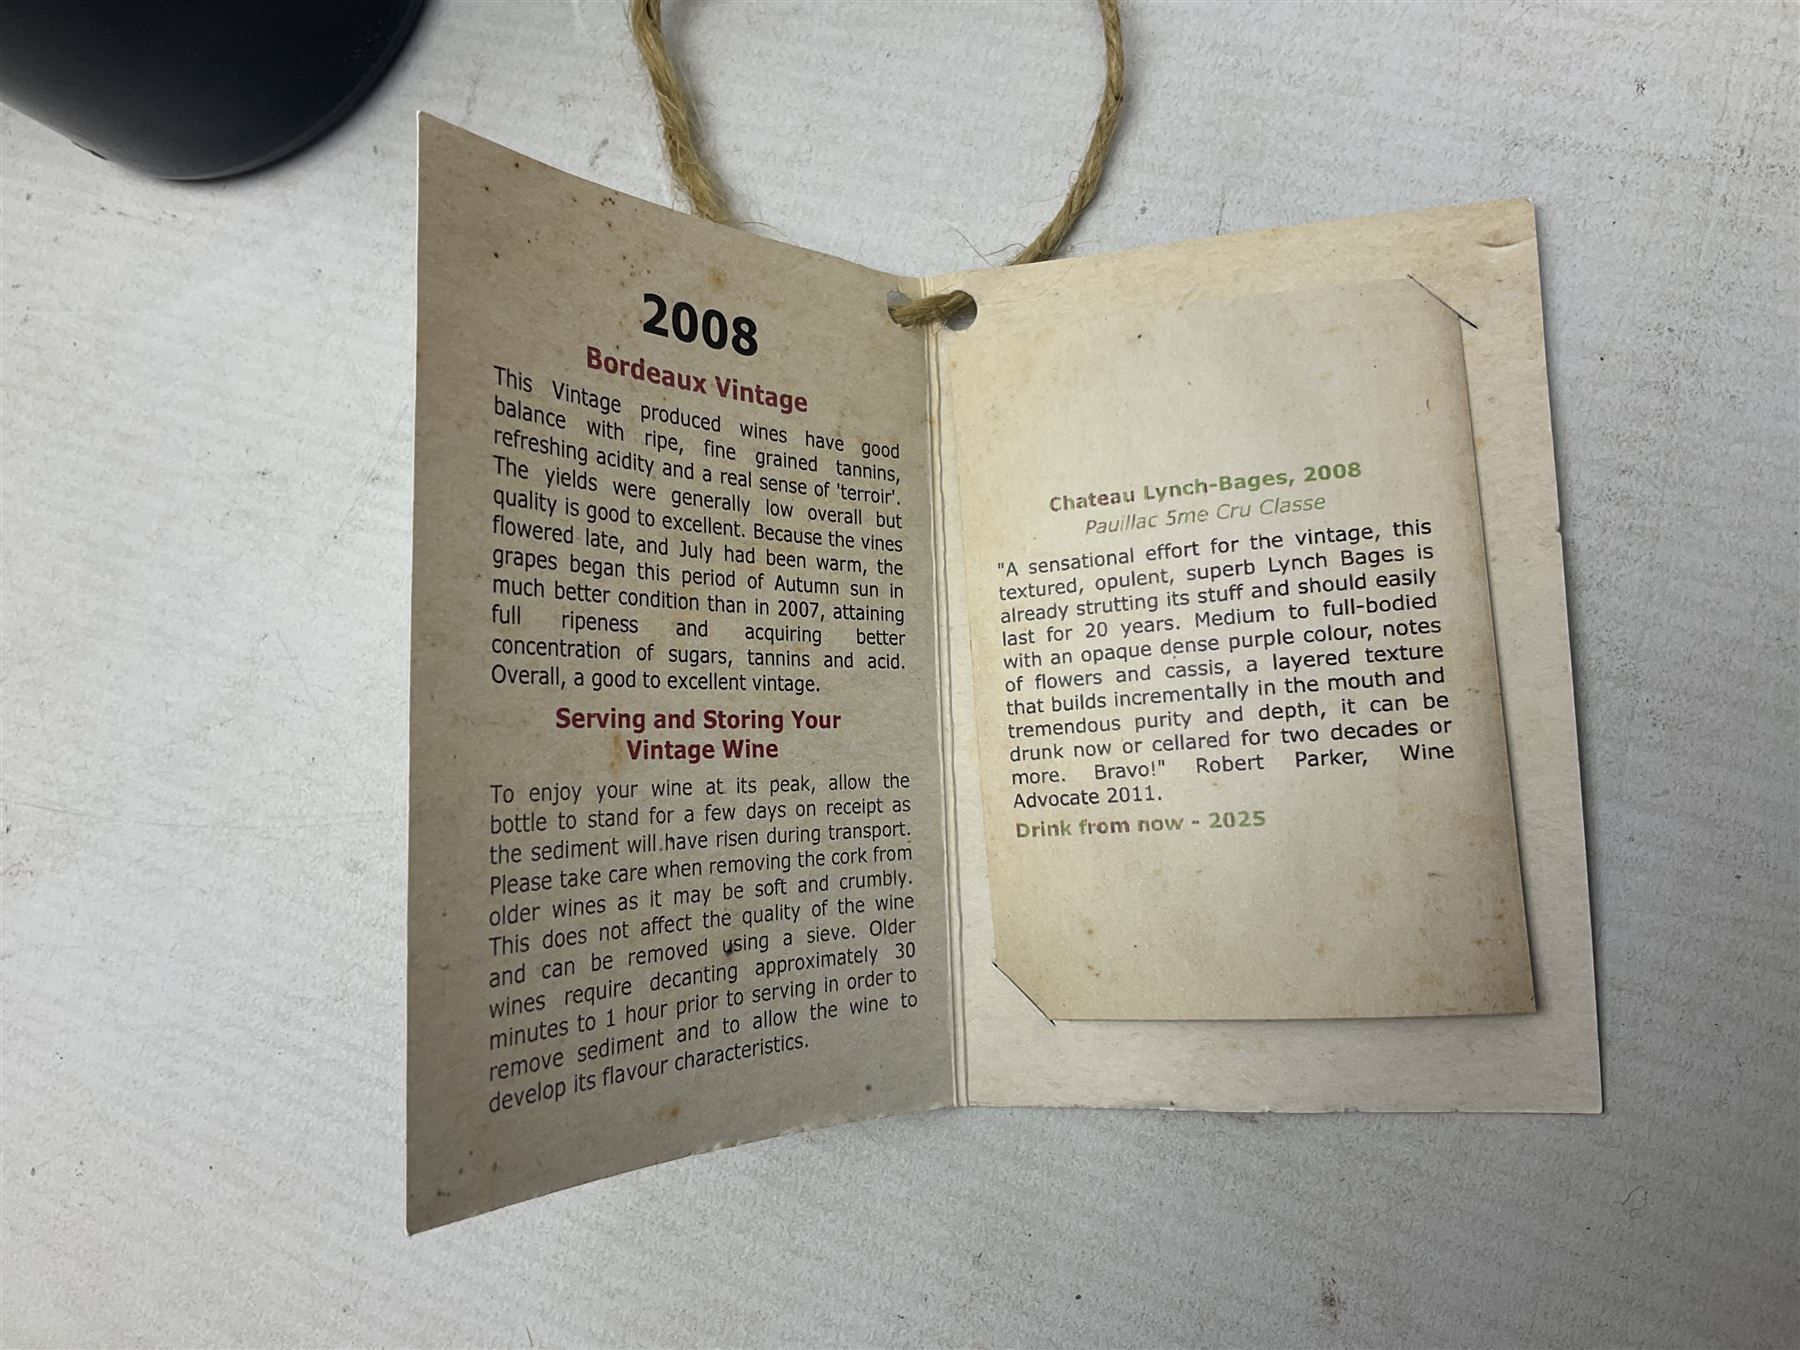 2008
Bordeaux Vintage
This Vintage produced wines have good
balance with ripe, fine grained tannins,
refreshing acidity and a real sense of 'terroir'.
The yields were generally low overall but
quality is good to excellent. Because the vines
flowered late, and July had been warm, the
grapes began this period of Autumn sun in
much better condition than in 2007, attaining
full ripeness and acquiring better
concentration of sugars, tannins and acid.
Overall, a good to excellent vintage.
Serving and Storing Your
Vintage Wine
To enjoy your wine at its peak, allow the
bottle to stand for a few days on receipt as
the sediment will have risen during transport.
Please take care when removing the cork from
older wines as it may be soft and crumbly.
This does not affect the quality of the wine
and can be removed using a sieve. Older
wines require decanting approximately 30
minutes to 1 hour prior to serving in order to
remove sediment and to allow the wine to
develop its flavour characteristics.
Chateau Lynch-Bages, 2008
Pauillac 5me Cru Classe
"A sensational effort for the vintage, this
textured, opulent, superb Lynch Bages is
already strutting its stuff and should easily
last for 20 years. Medium to full-bodied
with an opaque dense purple colour, notes
of flowers and cassis, a layered texture
that builds incrementally in the mouth and
tremendous purity and depth, it can be
drunk now or cellared for two decades or
more. Bravo!" Robert Parker, Wine
Advocate 2011.
Drink from now - 2025